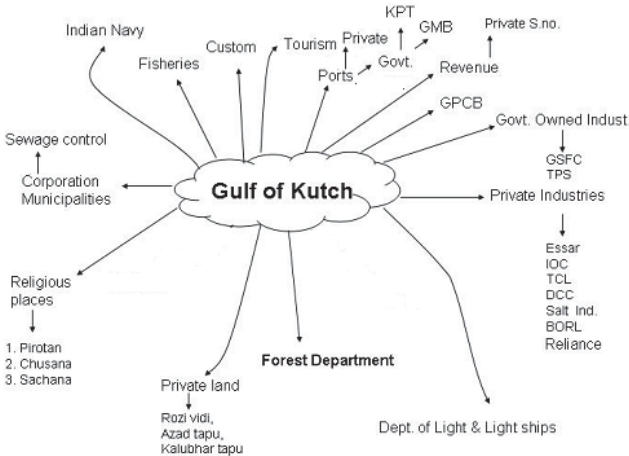 KPT
GMB
Private S.no.
Indian Navy
Custom
Tourism
Private
Govt.
Fisheries
Ports
Revenue
GPCB
Govt. Owned Indust
GSFC
TPS
Sewage control
Corporation
Municipalities
Gulf of Kutch
Private Industries
Essar
IOC
TCL
DCC
Salt Ind.
BORL
Reliance
Religious
places
1. Pirotan
2. Chusana
3. Sachana
Forest Department
Private land
Rozi vidi,
Azad tapu,
Kalubhar tapu
Dept. of Light & Light ships